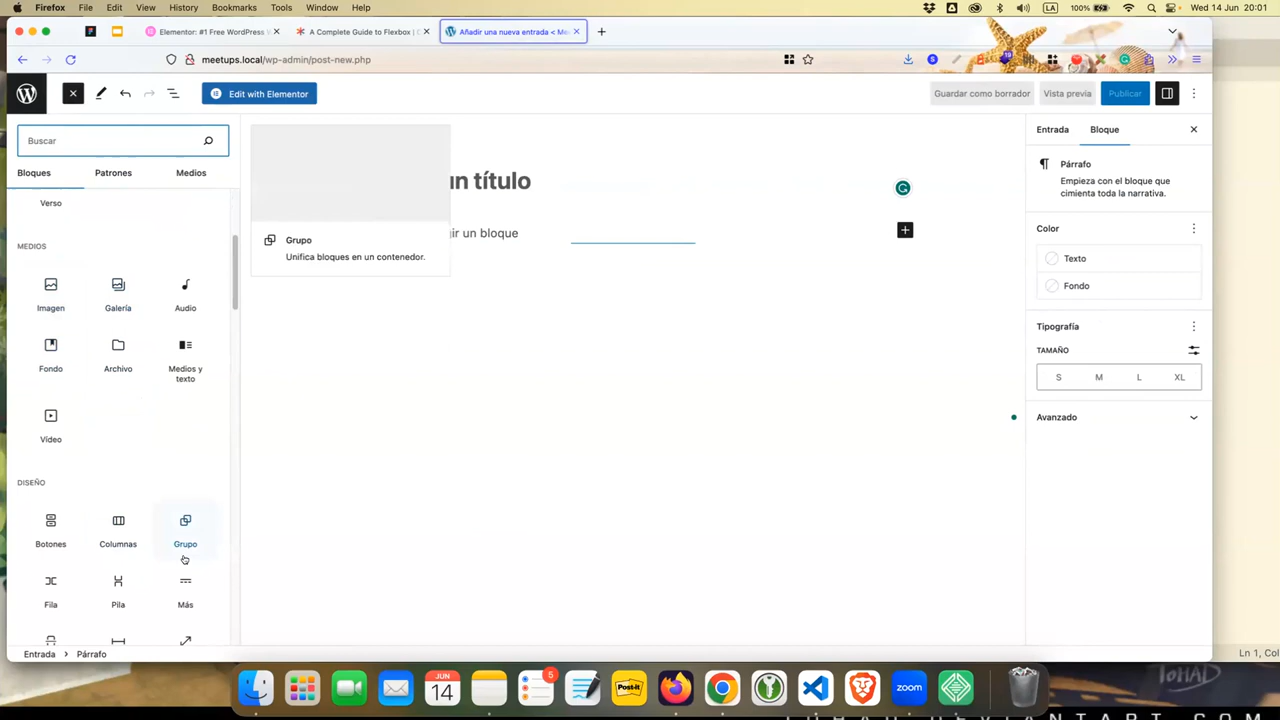 Firefox File Edit View History Bookmarks Tools Window Help
LA 100% Wed 14 Jun 20:01
Elementor: #1 Free WordPress
A Complete Guide to Flexbox |
Añadir una nueva entrada < Me
meetups.local/wp-admin/post-new.php
Edit with Elementor
Guardar como borrador
Vista previa
Publicar
Buscar
Bloques Patrones Medios
Verso
MEDIOS
Imagen Galería Audio
Fondo Archivo Medios y texto
Vídeo
DISEÑO
Botones Columnas Grupo
Fila Pila Más
un título
gir un bloque
Grupo
Unifica bloques en un contenedor.
Entrada Bloque
Párrafo
Empieza con el bloque que
cimienta toda la narrativa.
Color
Texto
Fondo
Tipografía
TAMAÑO
S M L XL
Avanzado
Entrada > Párrafo
Ln 1, Col
JUN
14
5
Post-it
zoom